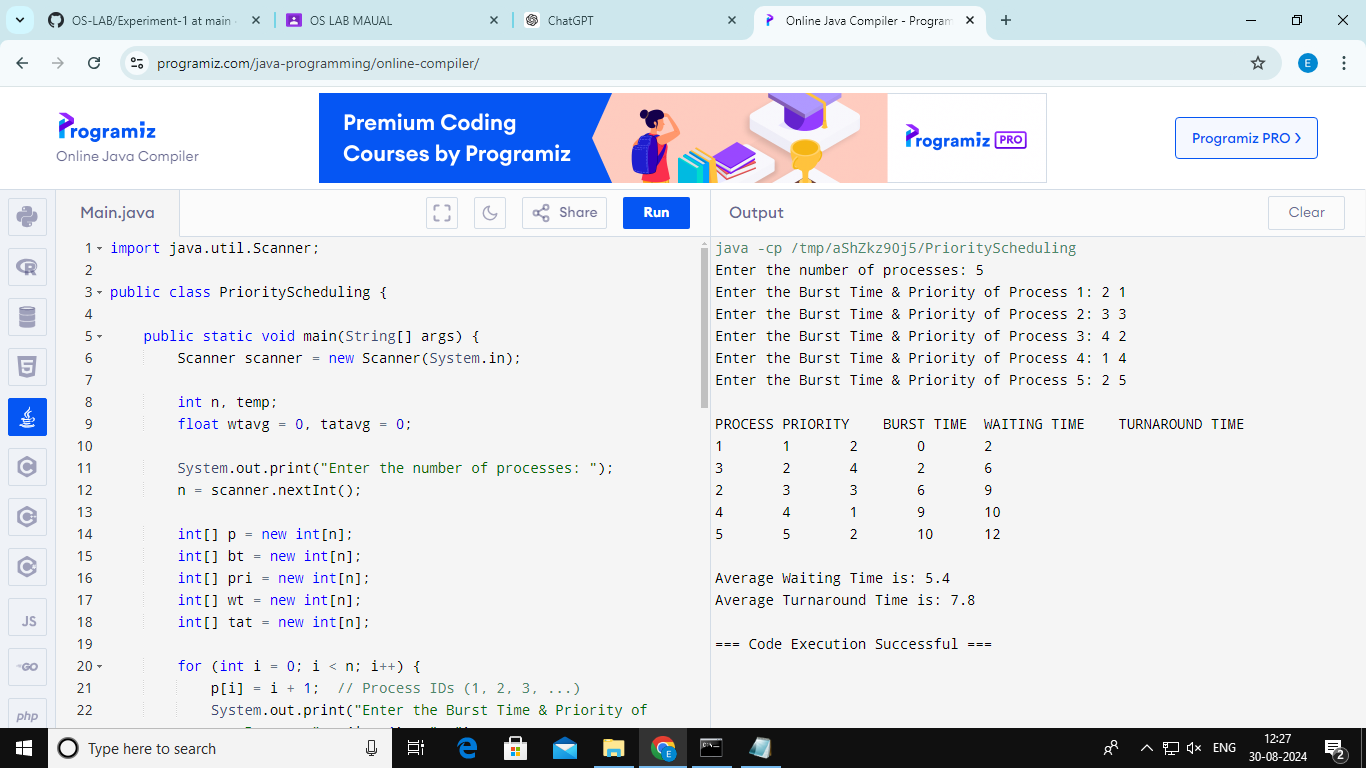 OS-LAB/Experiment-1 at main
OS LAB MAUAL
ChatGPT
Online Java Compiler - Program
programiz.com/java-programming/online-compiler/
E
Programiz
Online Java Compiler
Premium Coding
Courses by Programiz
Programiz PRO
Programiz PRO >
Main.java
Share
Run
Output
Clear
1 import java.util.Scanner;
2
3 public class PriorityScheduling {
4
5 public static void main(String[] args) {
6 Scanner scanner = new Scanner(System.in);
7
8 int n, temp;
9 float wtavg = 0, tatavg = 0;
10
11 System.out.print("Enter the number of processes: ");
12 n = scanner.nextInt();
13
14 int[] p = new int[n];
15 int[] bt = new int[n];
16 int[] pri = new int[n];
17 int[] wt = new int[n];
18 int[] tat = new int[n];
19
20 for (int i = 0; i < n; i++) {
21 p[i] = i + 1;  // Process IDs (1, 2, 3, ...)
22 System.out.print("Enter the Burst Time & Priority of
JS
GO
php
java -cp /tmp/aShZkz9Oj5/PriorityScheduling
Enter the number of processes: 5
Enter the Burst Time & Priority of Process 1: 2 1
Enter the Burst Time & Priority of Process 2: 3 3
Enter the Burst Time & Priority of Process 3: 4 2
Enter the Burst Time & Priority of Process 4: 1 4
Enter the Burst Time & Priority of Process 5: 2 5
PROCESS PRIORITY BURST TIME WAITING TIME TURNAROUND TIME
1 1 2 0 2
3 2 4 2 6
2 3 3 6 9
4 4 1 9 10
5 5 2 10 12
Average Waiting Time is: 5.4
Average Turnaround Time is: 7.8
=== Code Execution Successful ===
Type here to search
ENG
12:27
30-08-2024
2